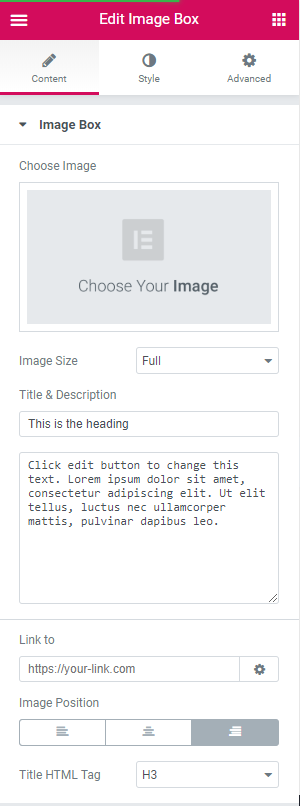 Edit Image Box
Content
Style
Advanced
Image Box
Choose Image
Choose Your Image
Image Size
Full
Title & Description
This is the heading
Click edit button to change this
text. Lorem ipsum dolor sit amet,
consectetur adipiscing elit. Ut elit
tellus, luctus nec ullamcorper
mattis, pulvinar dapibus leo.
Link to
https://your-link.com
Image Position
Title HTML Tag
H3